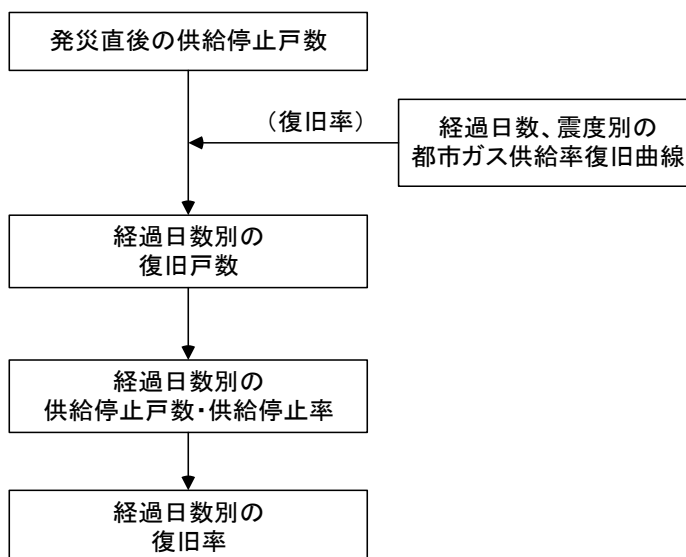 発災直後の供給停止戸数
（復旧率）
経過日数、震度別の
都市ガス供給率復旧曲線
経過日数別の
復旧戸数
経過日数別の
供給停止戸数・供給停止率
経過日数別の
復旧率